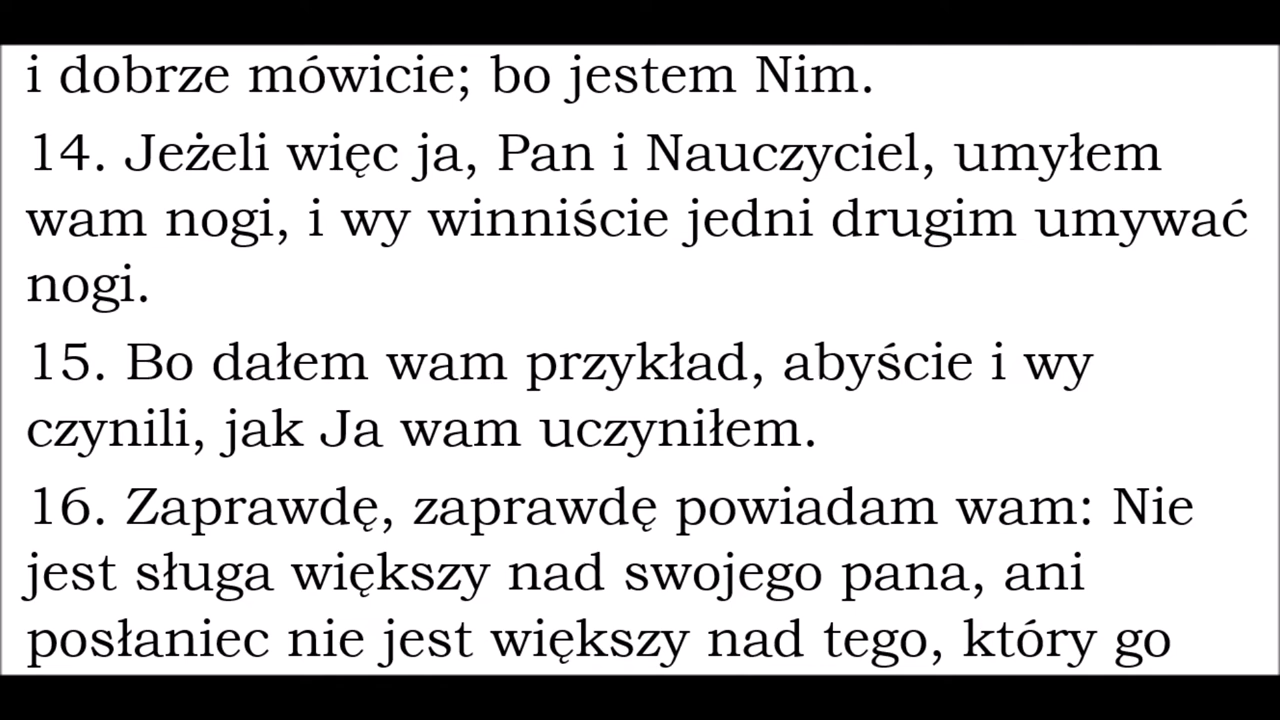 i dobrze mówicie; bo jestem Nim.
14. Jeżeli więc ja, Pan i Nauczyciel, umyłem
wam nogi, i wy winniście jedni drugim umywać
nogi.
15. Bo dałem wam przykład, abyście i wy
czynili, jak Ja wam uczyniłem.
16. Zaprawdę, zaprawdę powiadam wam: Nie
jest sługa większy nad swojego pana, ani
posłaniec nie jest większy nad tego, który go